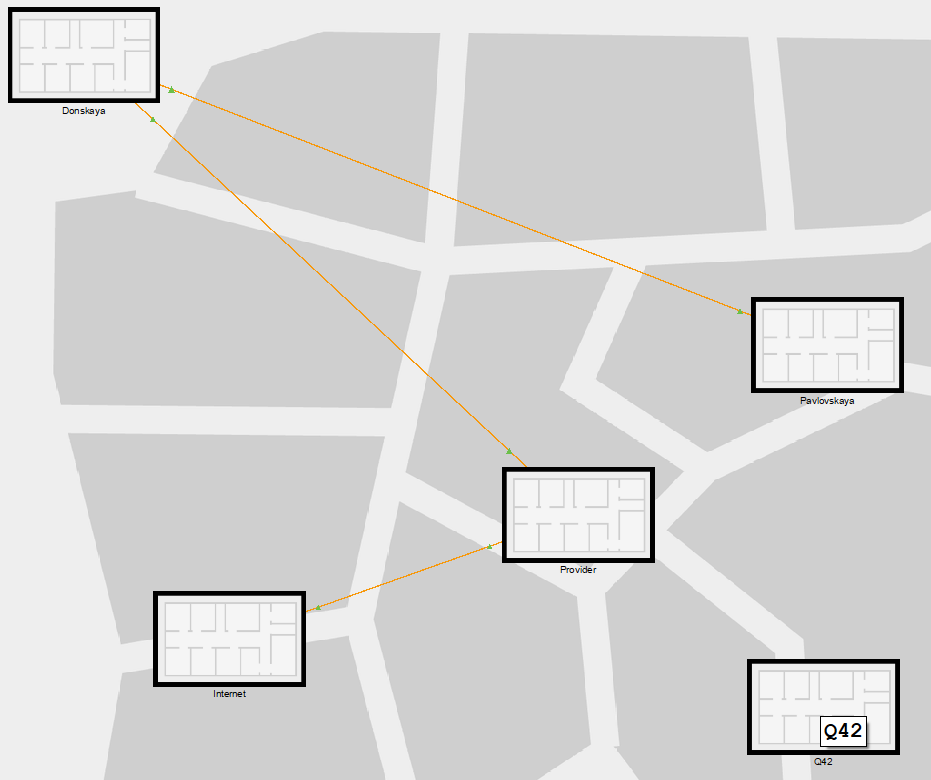 Donskaya
Pavlovskaya
Provider
Internet
Q42
Q42